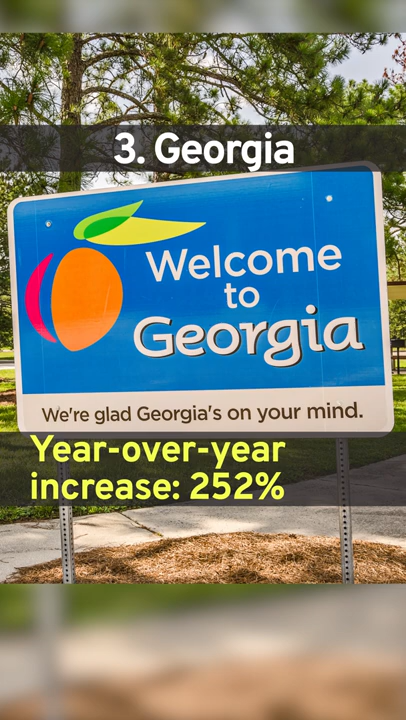 3. Georgia
Welcome
to
Georgia
We're glad Georgia's on your mind.
Year-over-year
increase: 252%